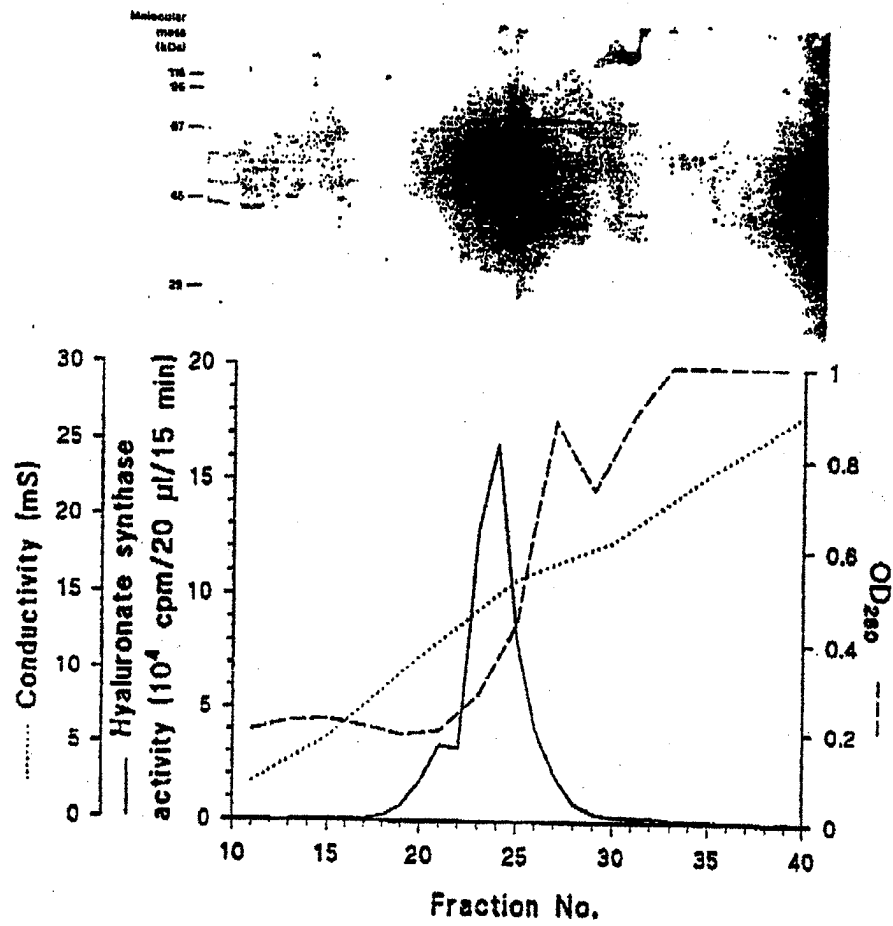 Molecular
mass
(kDa)
116
96
67
45
29
30
25
20
15
10
5
0
Conductivity (mS)
Hyaluronate synthase
activity (10⁴ cpm/20 µl/15 min)
20
15
10
5
0
1
0.8
0.6
0.4
0.2
0
OD₂₈₀
10 15 20 25 30 35 40
Fraction No.